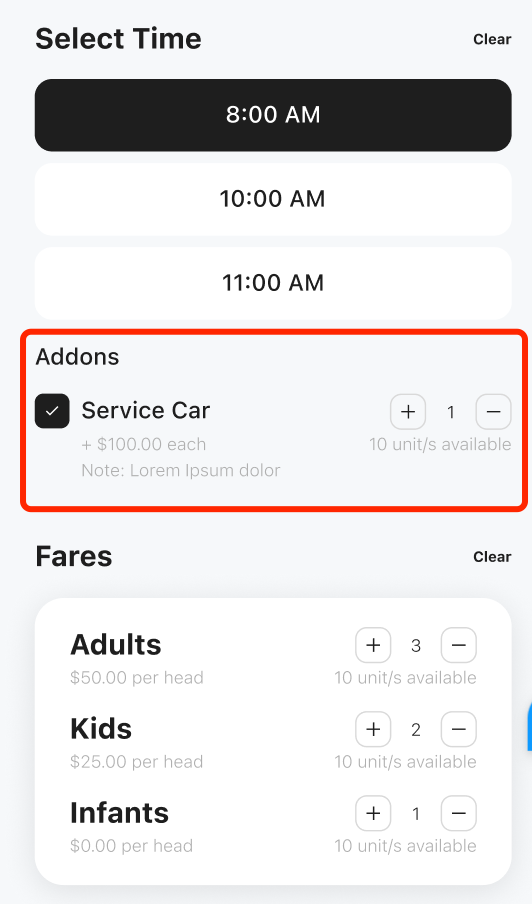 Select Time Clear
8:00 AM
10:00 AM
11:00 AM
Addons
Service Car + 1 −
+ $100.00 each 10 unit/s available
Note: Lorem Ipsum dolor
Fares Clear
Adults + 3 −
$50.00 per head 10 unit/s available
Kids + 2 −
$25.00 per head 10 unit/s available
Infants + 1 −
$0.00 per head 10 unit/s available